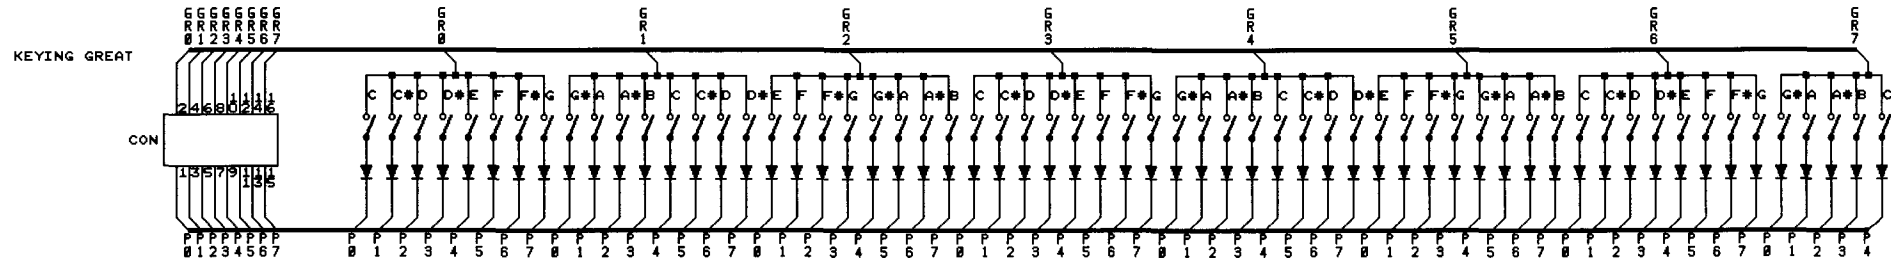 GR0 GR1 GR2 GR3 GR4 GR5 GR6 GR7 GR0 GR1 GR2 GR3 GR4 GR5 GR6 GR7
KEYING GREAT
C C# D D# E F F# G G# A A# B C C# D D# E F F# G G# A A# B C C# D D# E F F# G G# A A# B C C# D D# E F F# G G# A A# B C C# D D# E F F# G G# A A# B C
2 4 6 8 10 12 14 16
CON
1 3 5 7 9 11 13 15
P0 P1 P2 P3 P4 P5 P6 P7 P0 P1 P2 P3 P4 P5 P6 P7 P0 P1 P2 P3 P4 P5 P6 P7 P0 P1 P2 P3 P4 P5 P6 P7 P0 P1 P2 P3 P4 P5 P6 P7 P0 P1 P2 P3 P4 P5 P6 P7 P0 P1 P2 P3 P4 P5 P6 P7 P0 P1 P2 P3 P4 P5 P6 P7 P0 P1 P2 P3 P4